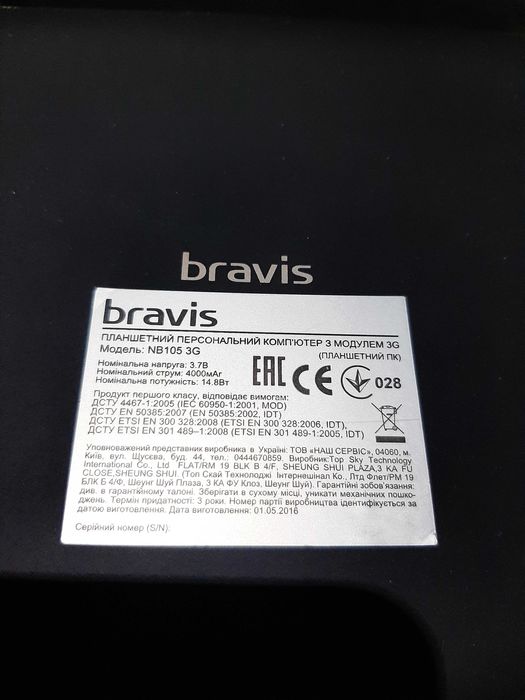 bravis
bravis
ПЛАНШЕТНИЙ ПЕРСОНАЛЬНИЙ КОМП'ЮТЕР З МОДУЛЕМ 3G
Модель: NB105 3G
(ПЛАНШЕТНИЙ ПК)
Номінальна напруга: 3.7В
Номінальний струм: 4000мАг
Номінальна потужність: 14.8Вт
EAC CE 028
Продукт першого класу, відповідає вимогам:
ДСТУ 4467-1:2005 (IEC 60950-1:2001, MOD)
ДСТУ EN 50385:2007 (EN 50385:2002, IDT)
ДСТУ ETSI EN 300 328:2008 (ETSI EN 300 328:2006, IDT),
ДСТУ ETSI EN 301 489–1:2008 (ETSI EN 301 489-1:2005, IDT)
Уповноважений представник виробника в Україні: ТОВ «НАШ СЕРВІС», 04060, м.
Київ, вул. Щусєва, буд. 44, тел. 0444670859. Виробник:Top Sky Technology
International Co., Ltd FLAT/RM 19 BLK B 4/F, SHEUNG SHUI PLAZA,3 KA FU
CLOSE,SHEUNG SHUI. (Топ Скай Технолоджі Інтернешінал Ко., Лтд Флет/РМ 19
БЛК Б 4/Ф, Шеунг Шуй Плаза, 3 КА ФУ Клоз, Шеунг Шуй). Гарантійні зобов'язання:
див. в гарантійному талоні. Зберігати в сухому місці, уникати механічних пошко-
джень. Термін придатності: 3 роки. Номер партії виробництва ідентифікується за
датою виготовлення. Дата виготовлення: 01.05.2016
Серійний номер (S/N):